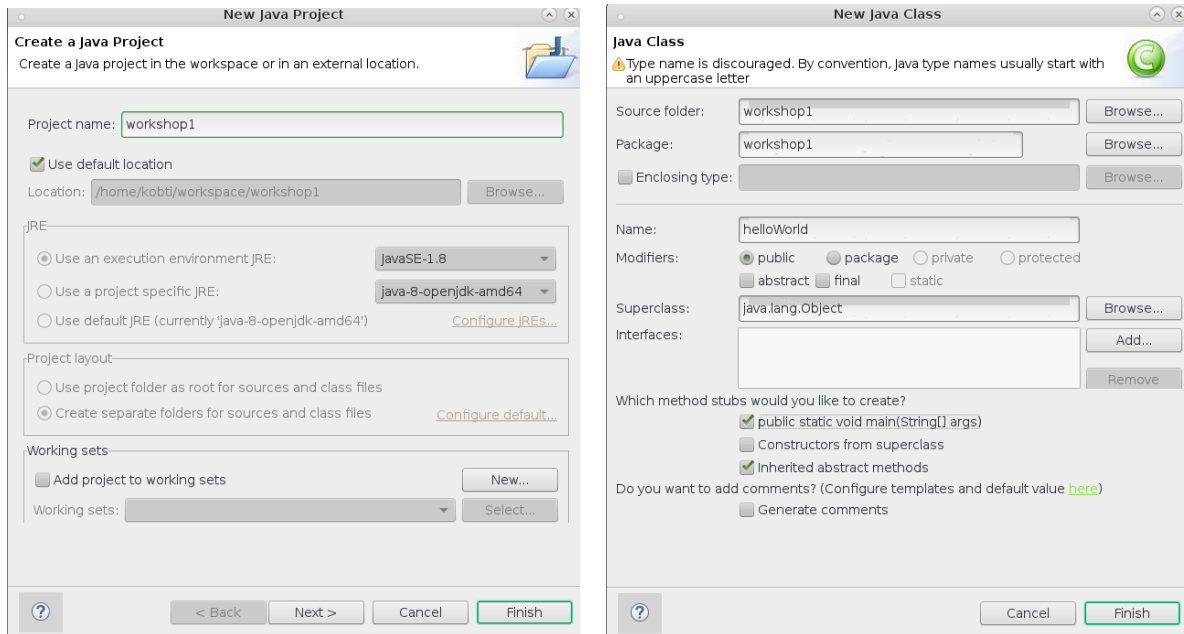 New Java Project
Create a Java Project
Create a Java project in the workspace or in an external location.
Project name: workshop1
Use default location
Location: /home/kobti/workspace/workshop1 Browse...
JRE
Use an execution environment JRE: JavaSE-1.8
Use a project specific JRE: java-8-openjdk-amd64
Use default JRE (currently 'java-8-openjdk-amd64') Configure JREs...
Project layout
Use project folder as root for sources and class files
Create separate folders for sources and class files Configure default...
Working sets
Add project to working sets New...
Working sets: Select...
? < Back Next > Cancel Finish
New Java Class
Java Class
Type name is discouraged. By convention, Java type names usually start with
an uppercase letter
C
Source folder: workshop1 Browse...
Package: workshop1 Browse...
Enclosing type: Browse...
Name: helloWorld
Modifiers: public package private protected
abstract final static
Superclass: java.lang.Object Browse...
Interfaces: Add...
Remove
Which method stubs would you like to create?
public static void main(String[] args)
Constructors from superclass
Inherited abstract methods
Do you want to add comments? (Configure templates and default value here)
Generate comments
? Cancel Finish